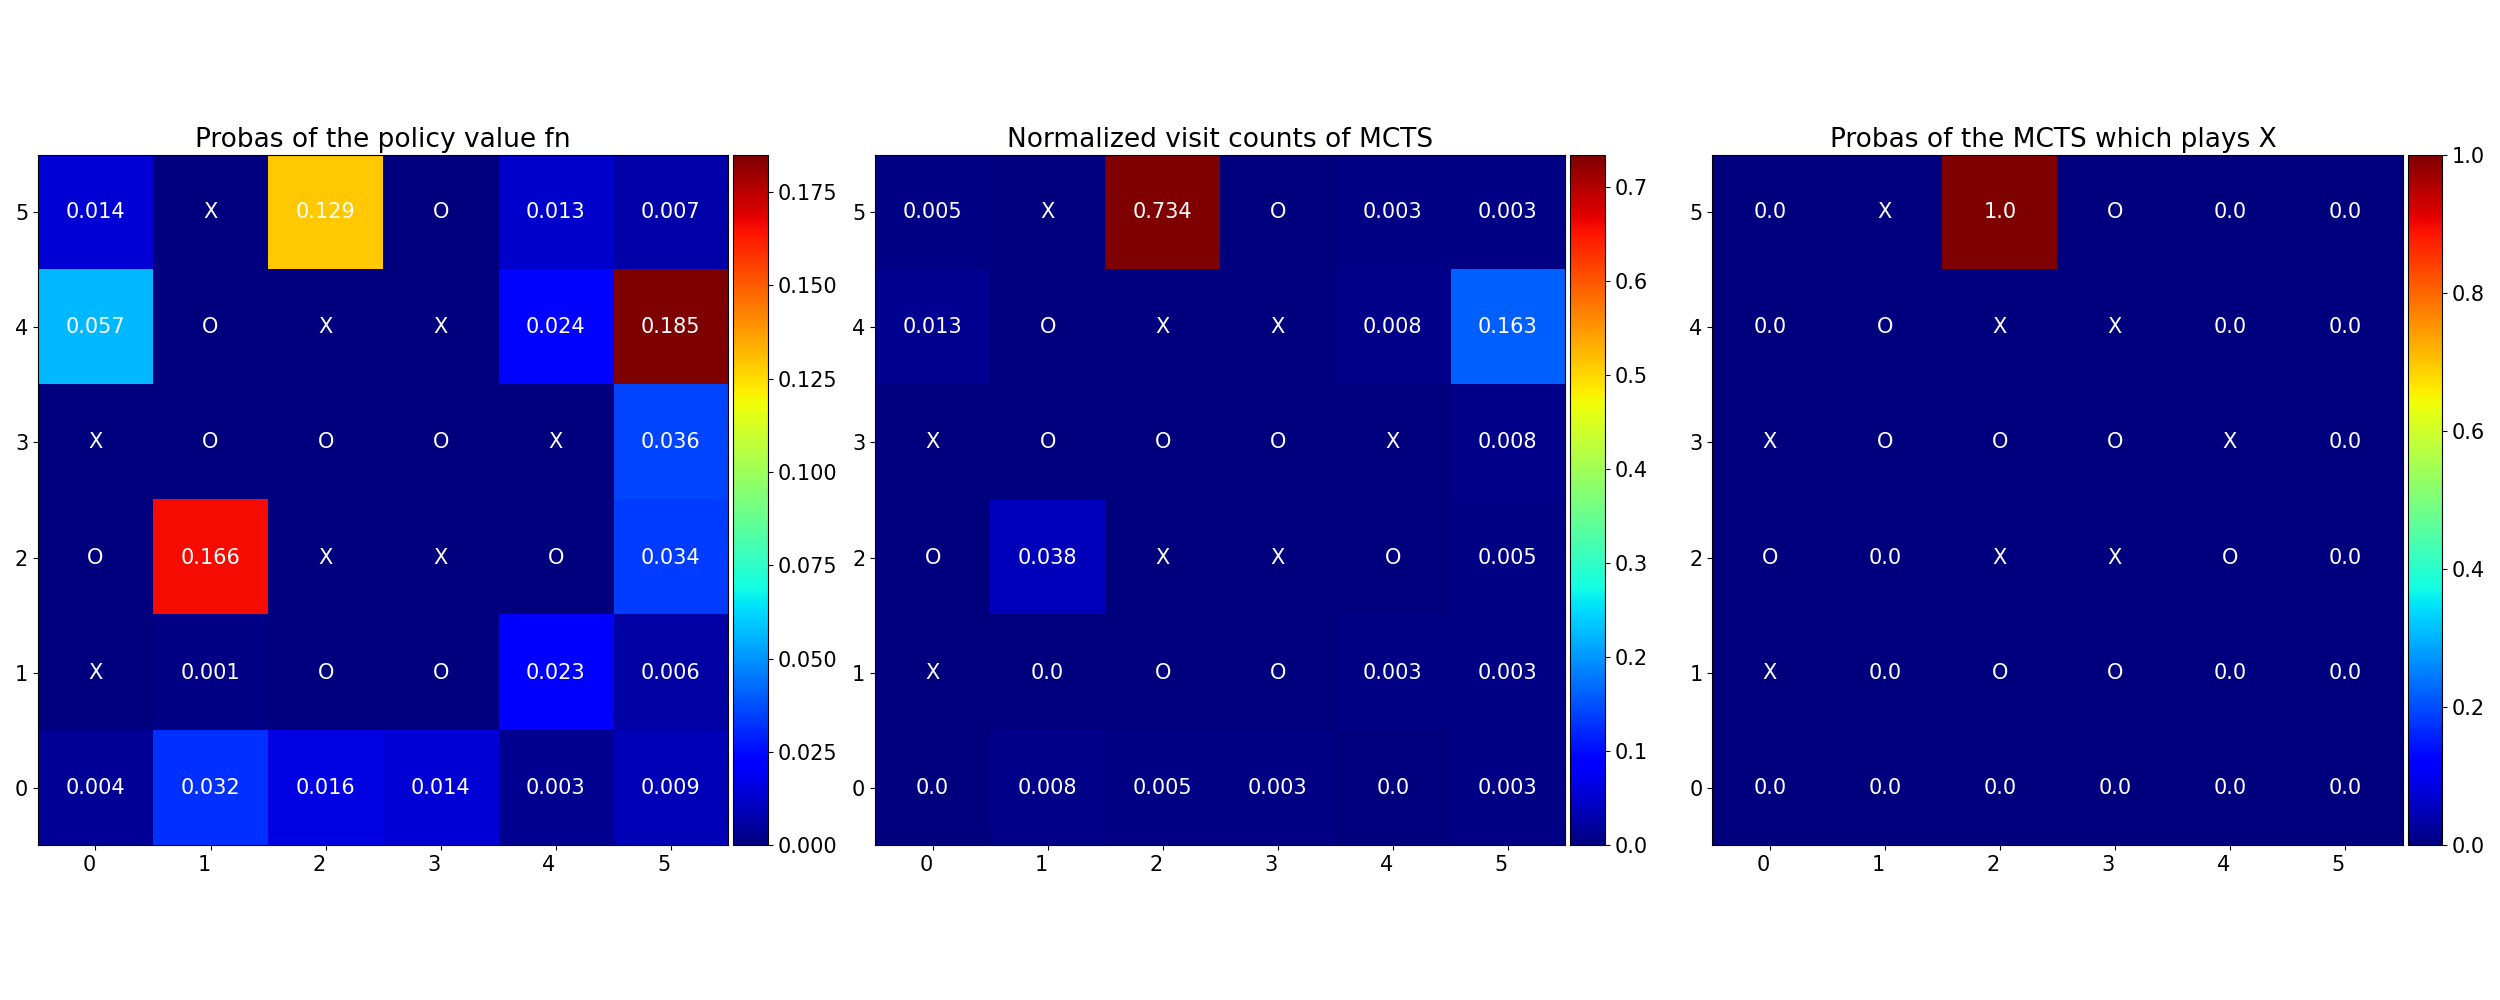 Probas of the policy value fn
5 0.014 X 0.129 O 0.013 0.007
4 0.057 O X X 0.024 0.185
3 X O O O X 0.036
2 O 0.166 X X O 0.034
1 X 0.001 O O 0.023 0.006
0 0.004 0.032 0.016 0.014 0.003 0.009
0 1 2 3 4 5
0.175
0.150
0.125
0.100
0.075
0.050
0.025
0.000
Normalized visit counts of MCTS
5 0.005 X 0.734 O 0.003 0.003
4 0.013 O X X 0.008 0.163
3 X O O O X 0.008
2 O 0.038 X X O 0.005
1 X 0.0 O O 0.003 0.003
0 0.0 0.008 0.005 0.003 0.0 0.003
0 1 2 3 4 5
0.7
0.6
0.5
0.4
0.3
0.2
0.1
0.0
Probas of the MCTS which plays X
5 0.0 X 1.0 O 0.0 0.0
4 0.0 O X X 0.0 0.0
3 X O O O X 0.0
2 O 0.0 X X O 0.0
1 X 0.0 O O 0.0 0.0
0 0.0 0.0 0.0 0.0 0.0 0.0
0 1 2 3 4 5
1.0
0.8
0.6
0.4
0.2
0.0